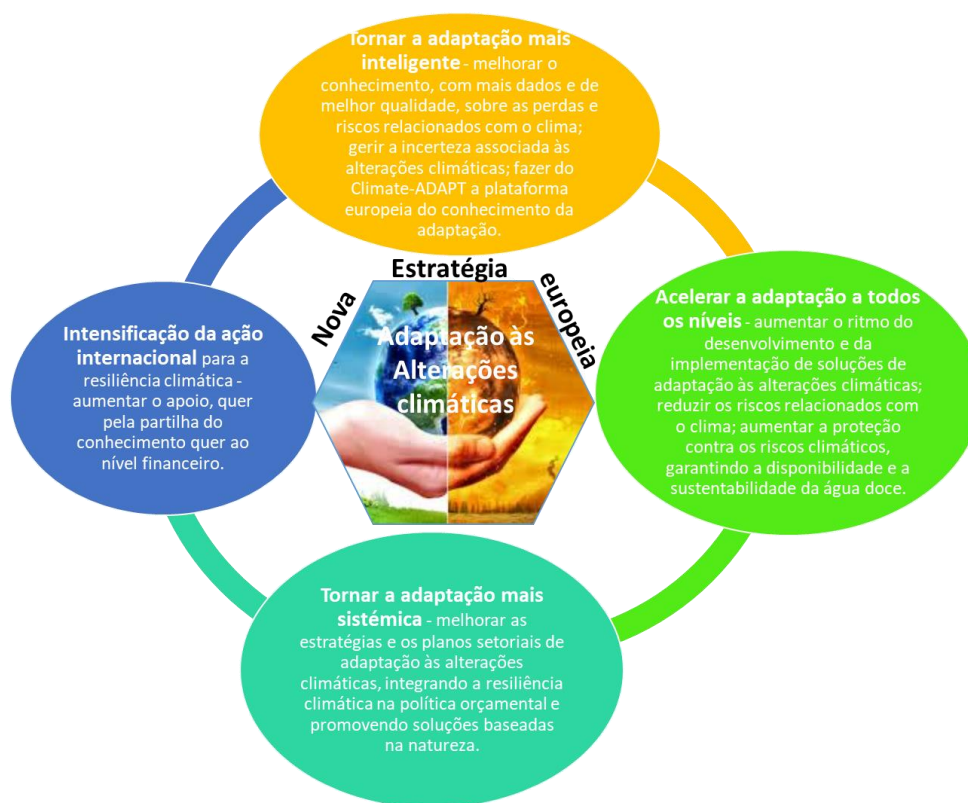 Tornar a adaptação mais
inteligente - melhorar o
conhecimento, com mais dados e de
melhor qualidade, sobre as perdas e
riscos relacionados com o clima;
gerir a incerteza associada às
alterações climáticas; fazer do
Climate-ADAPT a plataforma
europeia do conhecimento da
adaptação.
Nova
Estratégia
europeia
Adaptação às
Alterações
climáticas
Acelerar a adaptação a todos
os níveis - aumentar o ritmo do
desenvolvimento e da
implementação de soluções de
adaptação às alterações climáticas;
reduzir os riscos relacionados com
o clima; aumentar a proteção
contra os riscos climáticos,
garantindo a disponibilidade e a
sustentabilidade da água doce.
Tornar a adaptação mais
sistémica - melhorar as
estratégias e os planos setoriais de
adaptação às alterações
climáticas, integrando a resiliência
climática na política orçamental e
promovendo soluções baseadas
na natureza.
Intensificação da ação
internacional para a
resiliência climática -
aumentar o apoio, quer
pela partilha do
conhecimento quer ao
nível financeiro.